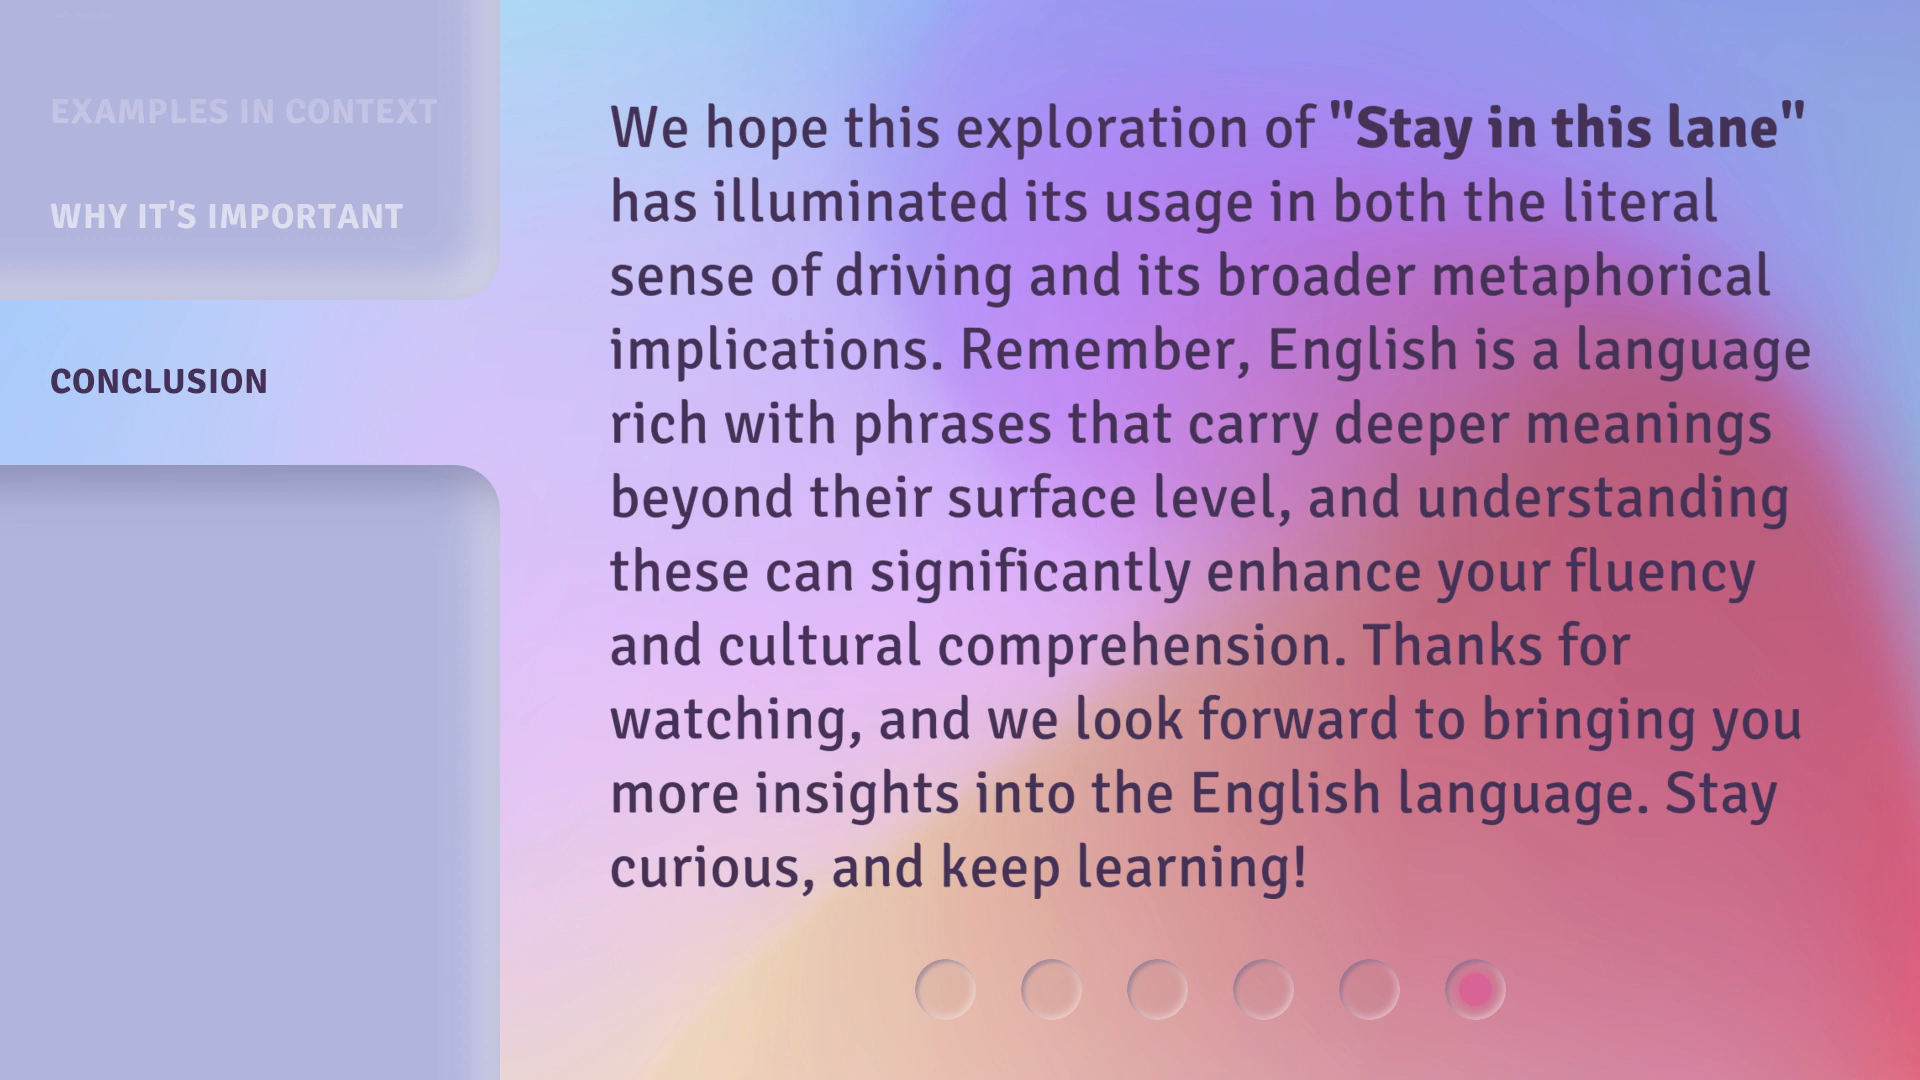 EXAMPLES IN CONTEXT
WHY IT'S IMPORTANT
CONCLUSION
We hope this exploration of "Stay in this lane"
has illuminated its usage in both the literal
sense of driving and its broader metaphorical
implications. Remember, English is a language
rich with phrases that carry deeper meanings
beyond their surface level, and understanding
these can significantly enhance your fluency
and cultural comprehension. Thanks for
watching, and we look forward to bringing you
more insights into the English language. Stay
curious, and keep learning!